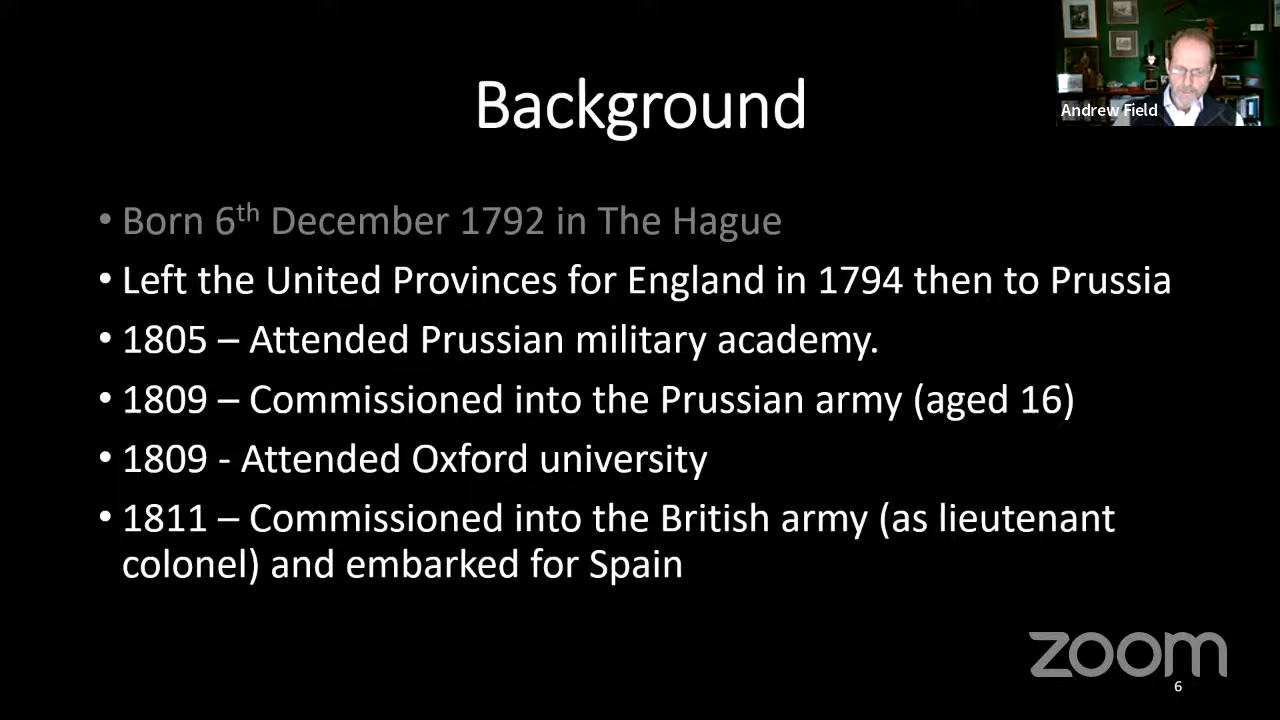 Background
Andrew Field
• Born 6th December 1792 in The Hague
• Left the United Provinces for England in 1794 then to Prussia
• 1805 – Attended Prussian military academy.
• 1809 – Commissioned into the Prussian army (aged 16)
• 1809 - Attended Oxford university
• 1811 – Commissioned into the British army (as lieutenant
colonel) and embarked for Spain
zoom
6